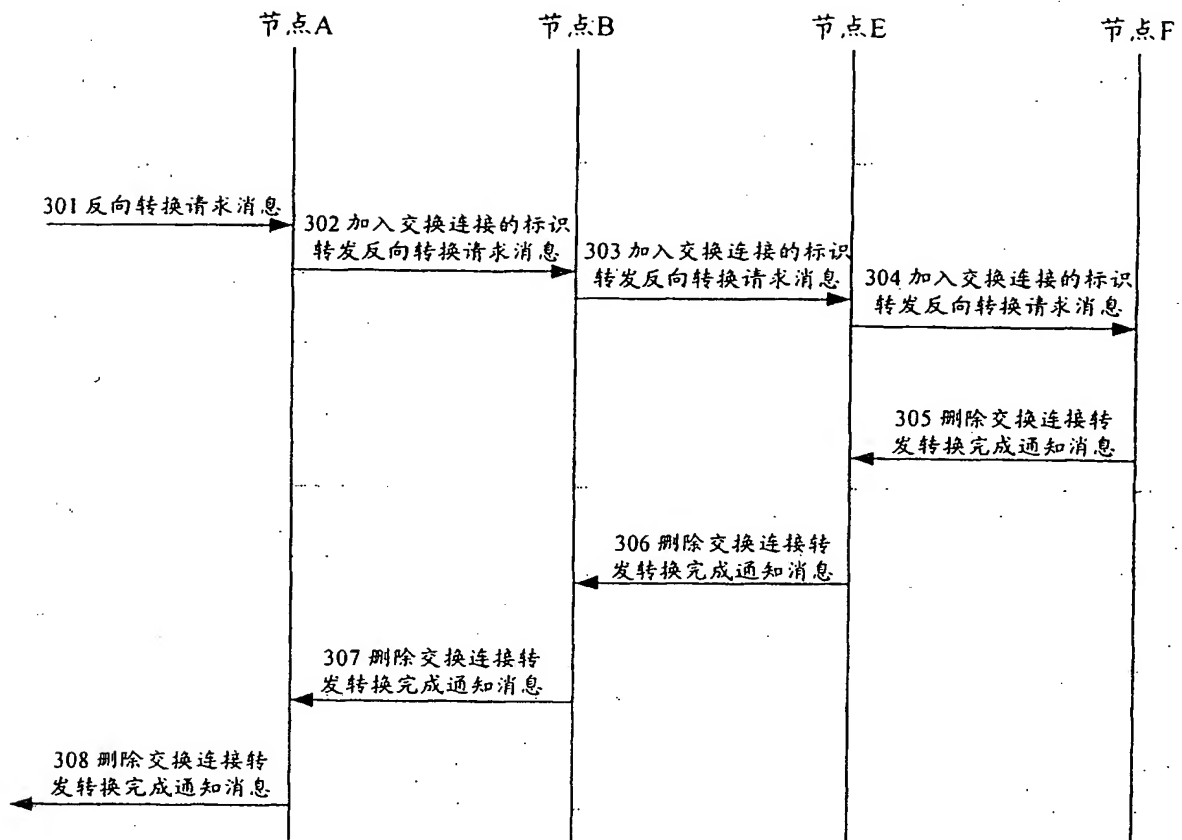 节点A
节点B
节点E
节点F
301 反向转换请求消息
302 加入交换连接的标识
转发反向转换请求消息
303 加入交换连接的标识
转发反向转换请求消息
304 加入交换连接的标识
转发反向转换请求消息
305 删除交换连接转
发转换完成通知消息
306 删除交换连接转
发转换完成通知消息
307 删除交换连接转
发转换完成通知消息
308 删除交换连接转
发转换完成通知消息